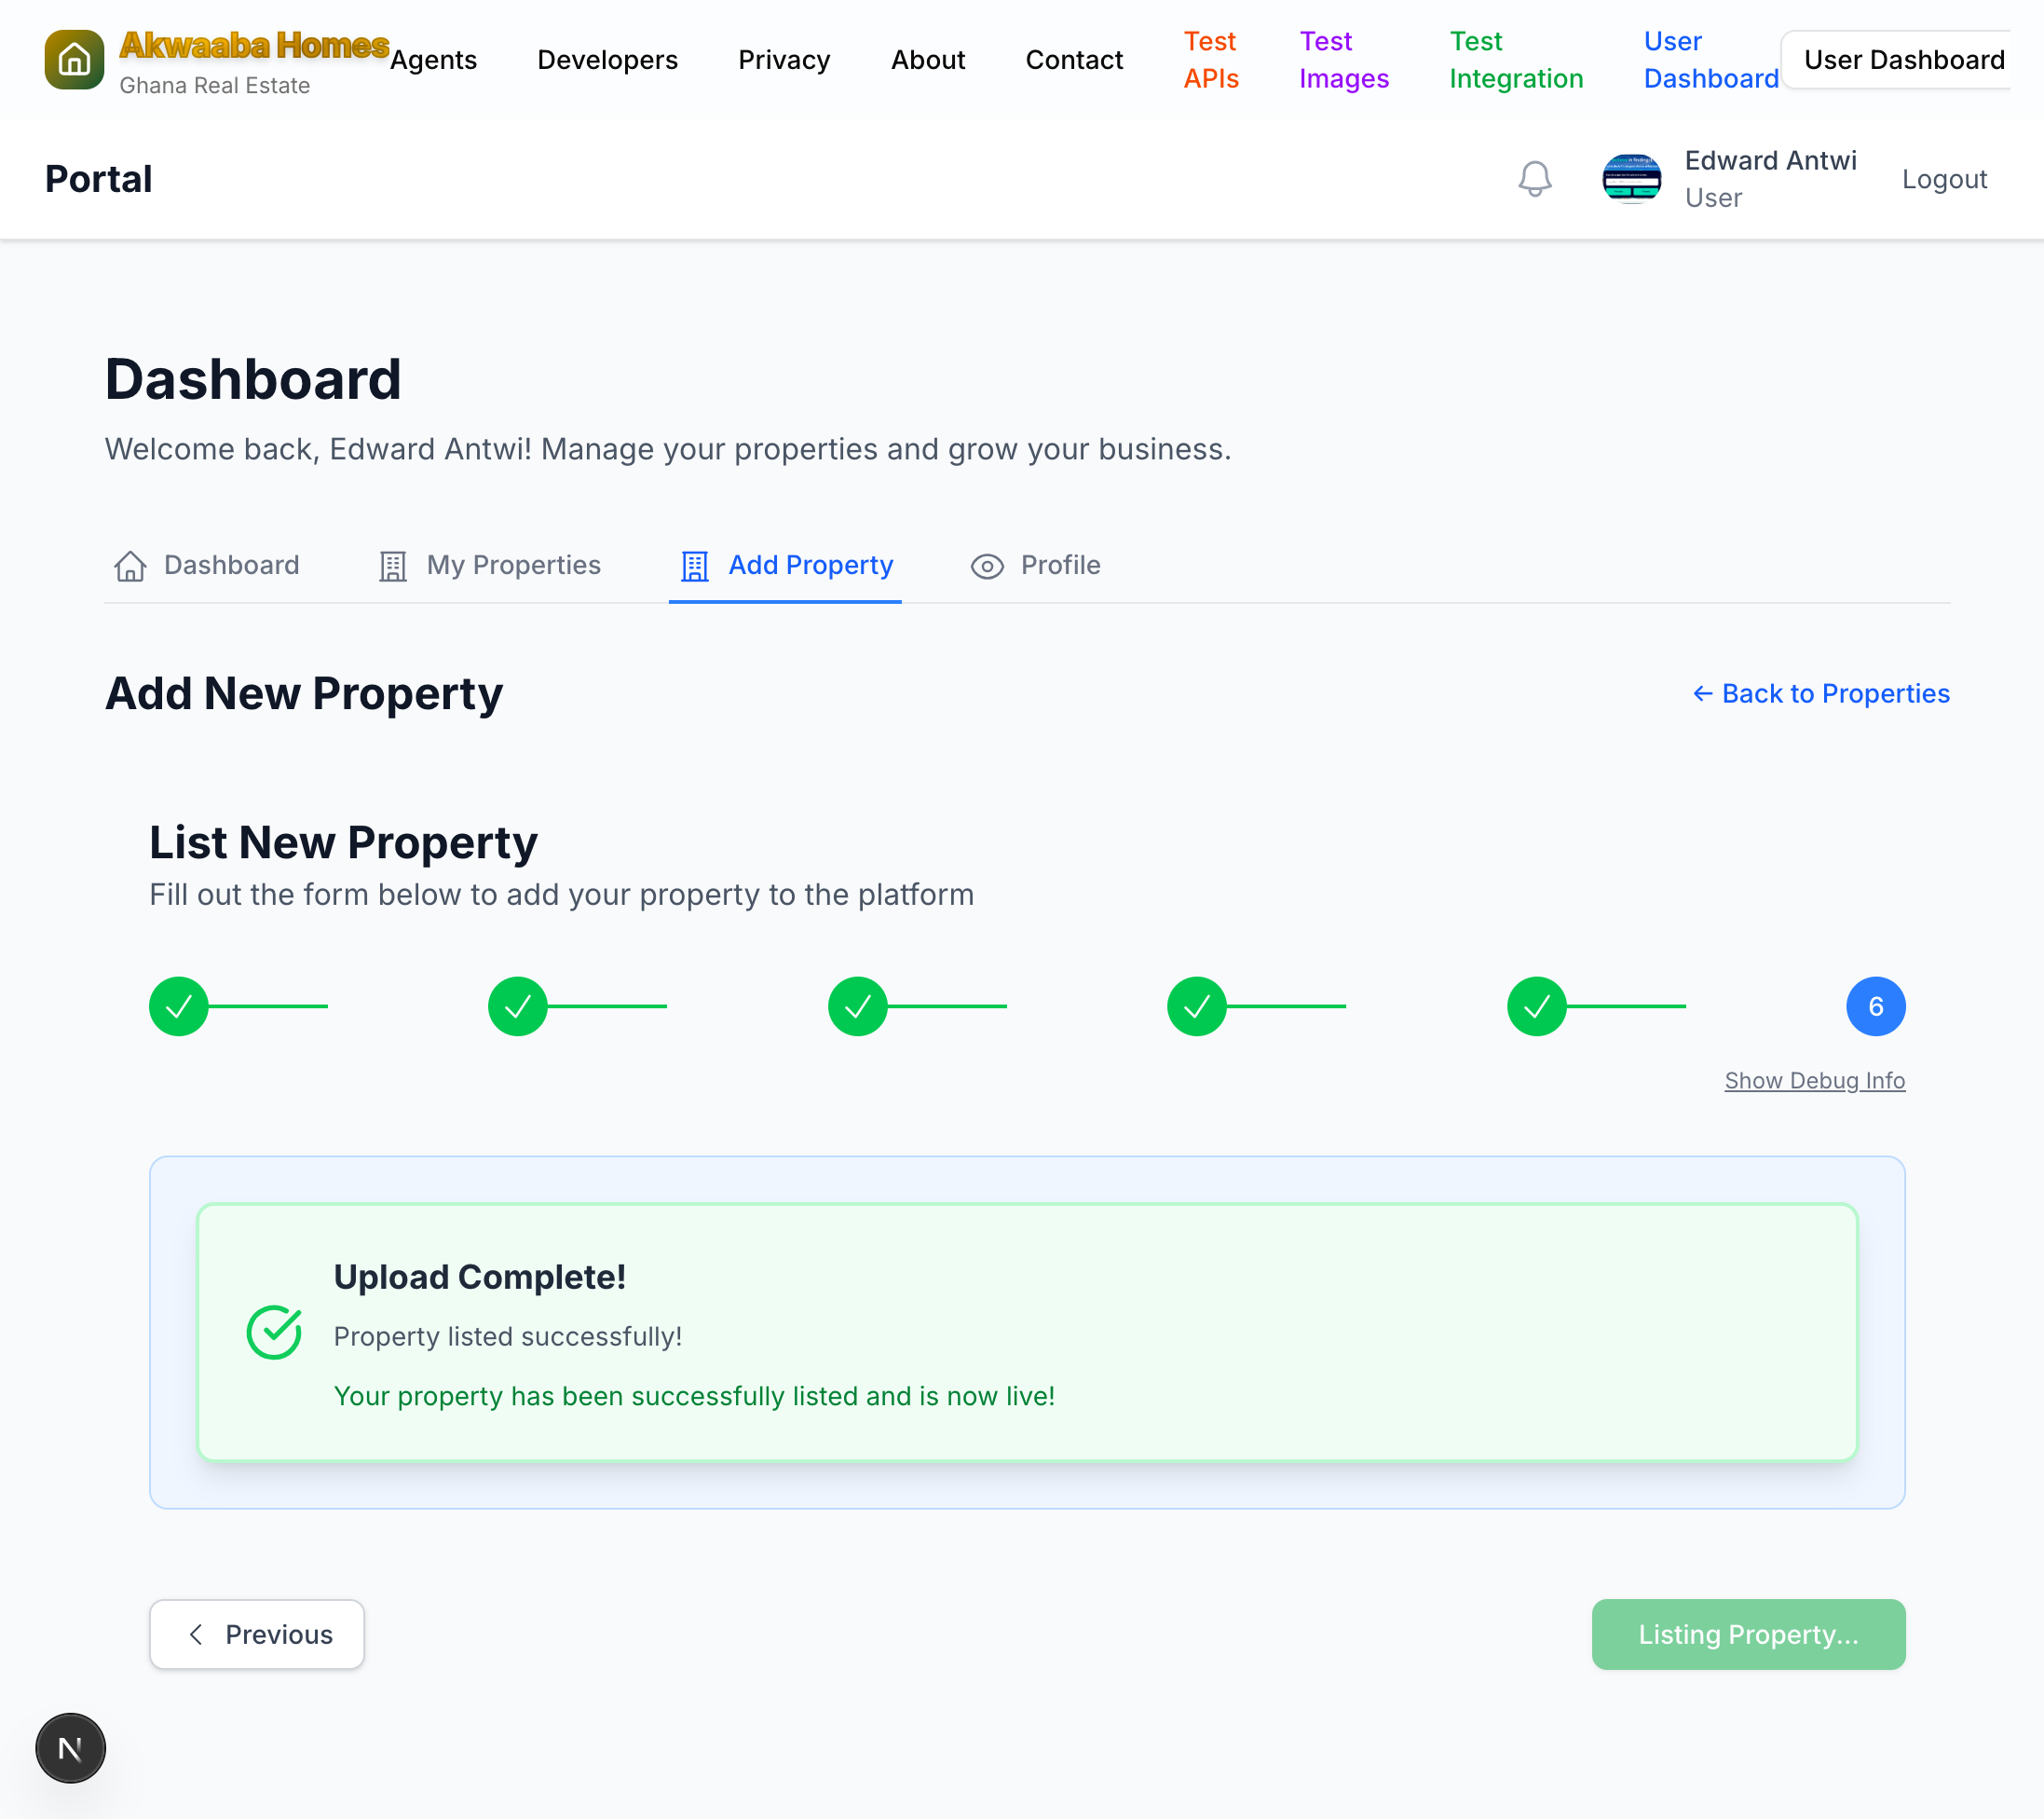 Akwaaba Homes
Ghana Real Estate
Agents
Developers
Privacy
About
Contact
Test
APIs
Test
Images
Test
Integration
User
Dashboard
User Dashboard
Portal
Edward Antwi
User
Logout
Dashboard
Welcome back, Edward Antwi! Manage your properties and grow your business.
Dashboard
My Properties
Add Property
Profile
Add New Property
← Back to Properties
List New Property
Fill out the form below to add your property to the platform
6
Show Debug Info
Upload Complete!
Property listed successfully!
Your property has been successfully listed and is now live!
Previous
Listing Property...
N